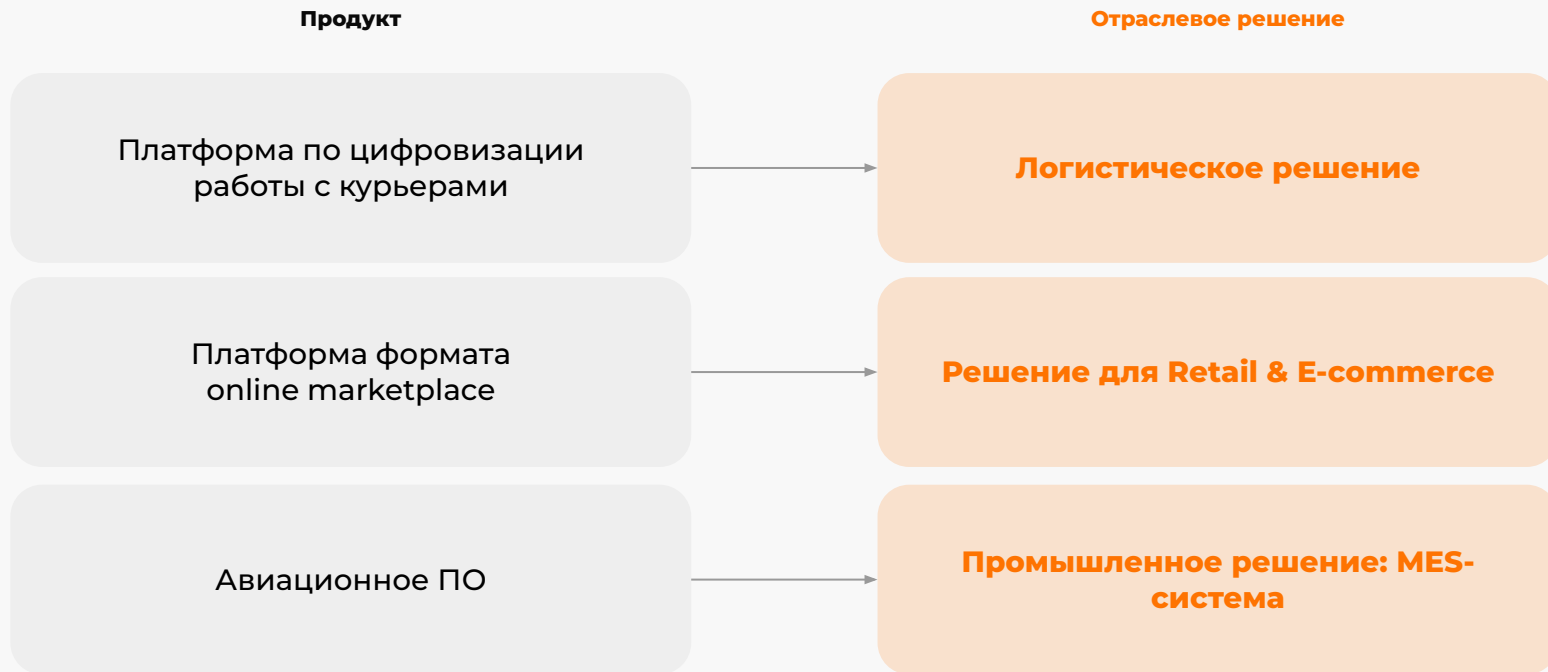 Продукт
Отраслевое решение
Платформа по цифровизации
работы с курьерами
Логистическое решение
Платформа формата
online marketplace
Решение для Retail & E-commerce
Авиационное ПО
Промышленное решение: MES-
система